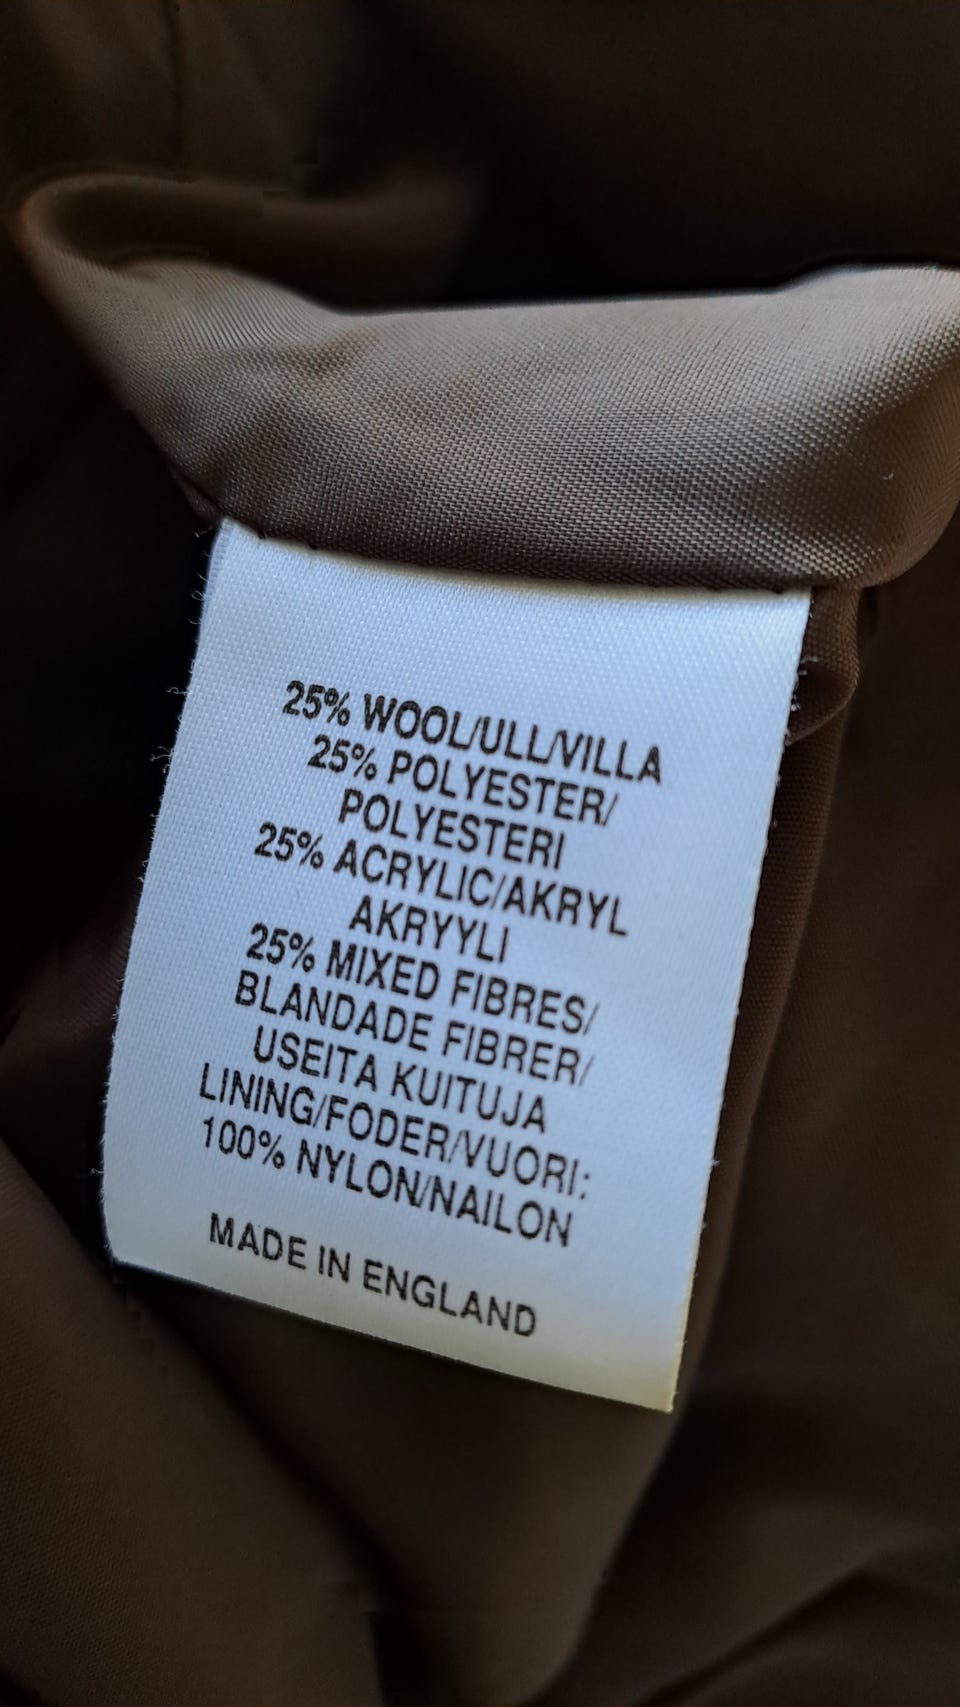 25% WOOL/ULL/VILLA
25% POLYESTER/
POLYESTERI
25% ACRYLIC/AKRYL
AKRYYLI
25% MIXED FIBRES/
BLANDADE FIBRER/
USEITA KUITUJA
LINING/FODER/VUORI:
100% NYLON/NAILON
MADE IN ENGLAND